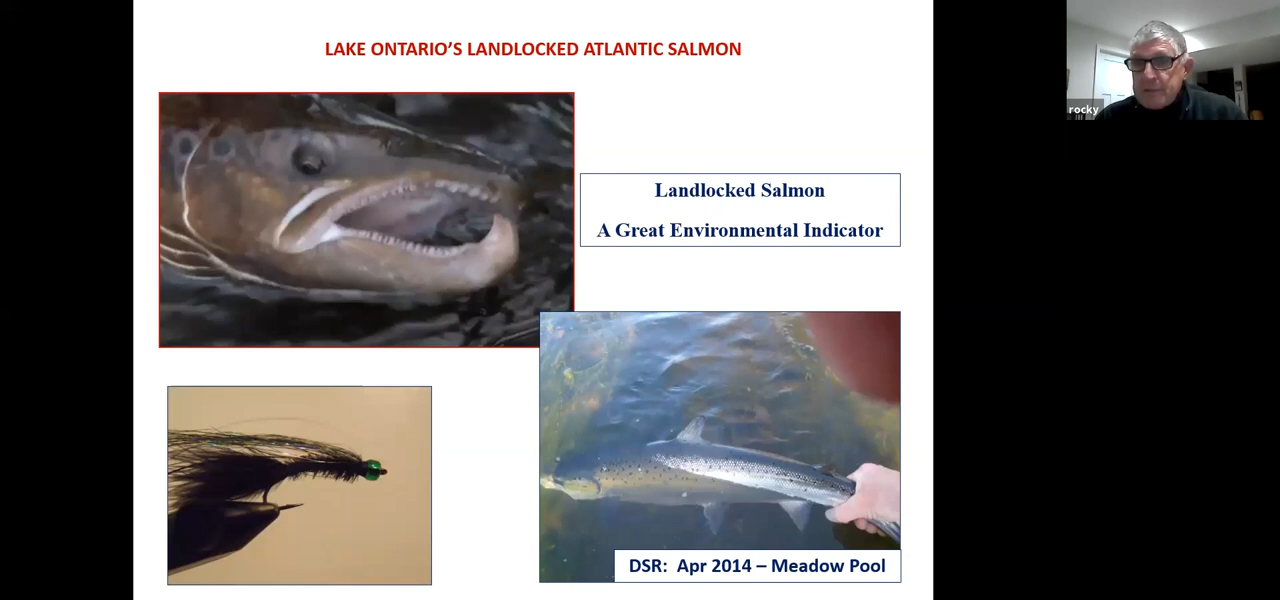 LAKE ONTARIO’S LANDLOCKED ATLANTIC SALMON
rocky
Landlocked Salmon
A Great Environmental Indicator
DSR: Apr 2014 – Meadow Pool